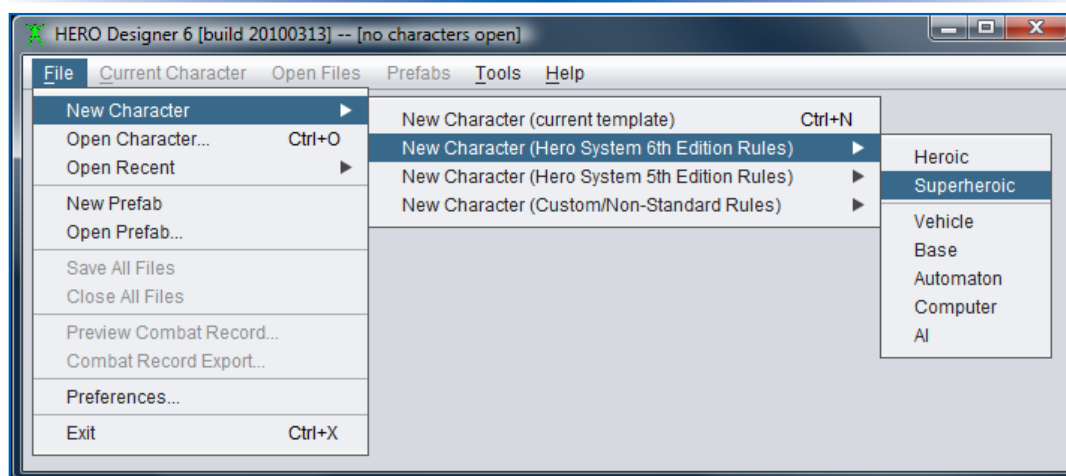 HERO Designer 6 [build 20100313] -- [no characters open]
File Current Character Open Files Prefabs Tools Help
New Character
Open Character... Ctrl+O
Open Recent
New Prefab
Open Prefab...
Save All Files
Close All Files
Preview Combat Record...
Combat Record Export...
Preferences...
Exit Ctrl+X
New Character (current template) Ctrl+N
New Character (Hero System 6th Edition Rules)
New Character (Hero System 5th Edition Rules)
New Character (Custom/Non-Standard Rules)
Heroic
Superheroic
Vehicle
Base
Automaton
Computer
AI